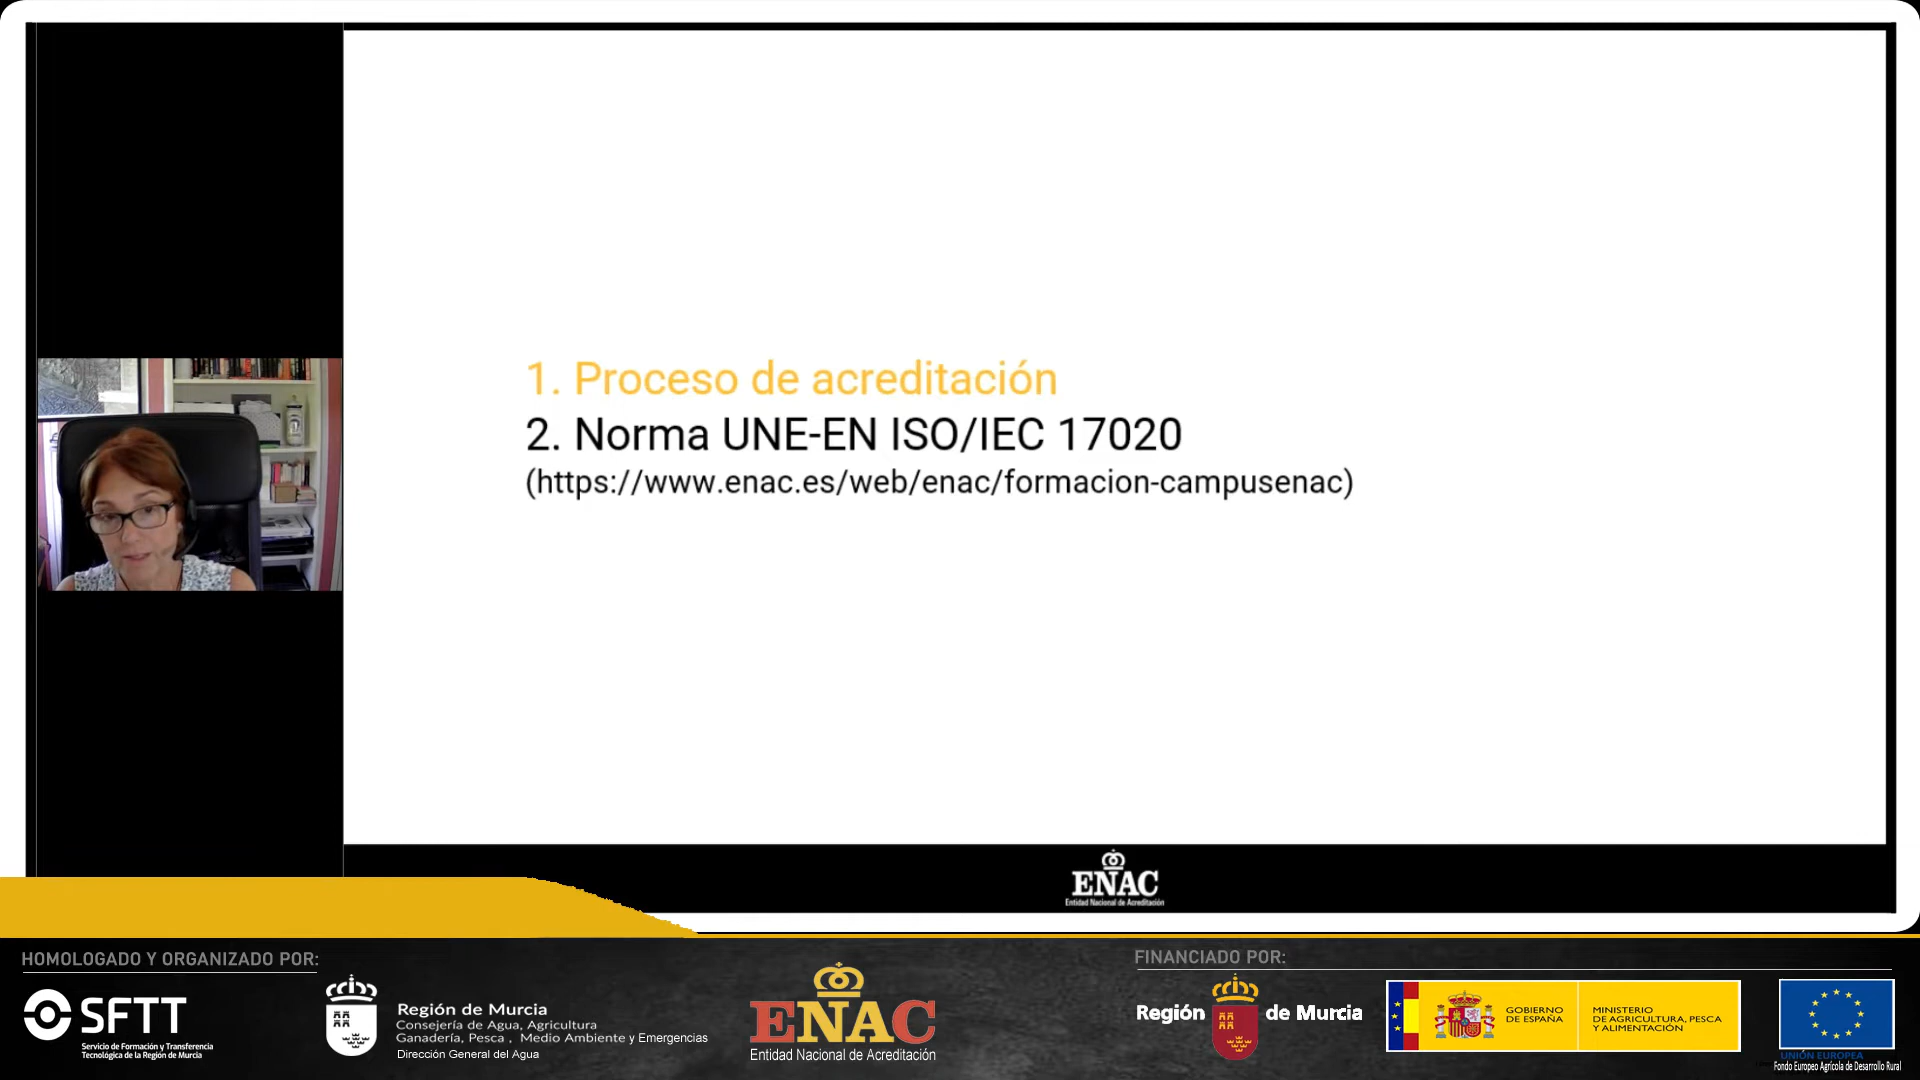 1. Proceso de acreditación
2. Norma UNE-EN ISO/IEC 17020
(https://www.enac.es/web/enac/formacion-campusenac)
ENAC
Entidad Nacional de Acreditación
HOMOLOGADO Y ORGANIZADO POR:
SFTT
Servicio de Formación y Transferencia
Tecnológica de la Región de Murcia
Región de Murcia
Consejería de Agua, Agricultura
Ganadería, Pesca , Medio Ambiente y Emergencias
Dirección General del Agua
ENAC
Entidad Nacional de Acreditación
FINANCIADO POR:
Región de Murcia
GOBIERNO
DE ESPAÑA
MINISTERIO
DE AGRICULTURA, PESCA
Y ALIMENTACIÓN
UNIÓN EUROPEA
Fondo Europeo Agrícola de Desarrollo Rural